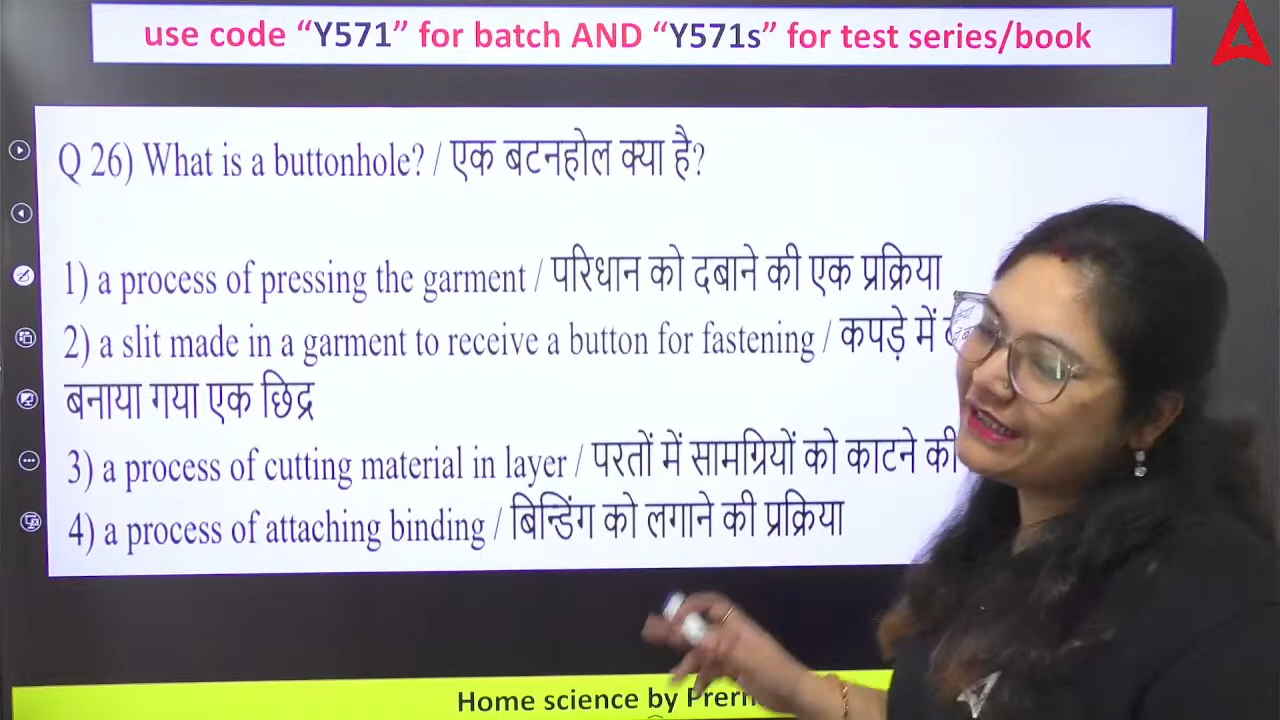 use code “Y571” for batch AND “Y571s” for test series/book
Q 26) What is a buttonhole? / एक बटनहोल क्या है?
1) a process of pressing the garment / परिधान को दबाने की एक प्रक्रिया
2) a slit made in a garment to receive a button for fastening / कपड़े में
बनाया गया एक छिद्र
3) a process of cutting material in layer / परतों में सामग्रियों को काटने की
4) a process of attaching binding / बिन्डिंग को लगाने की प्रक्रिया
Home science by